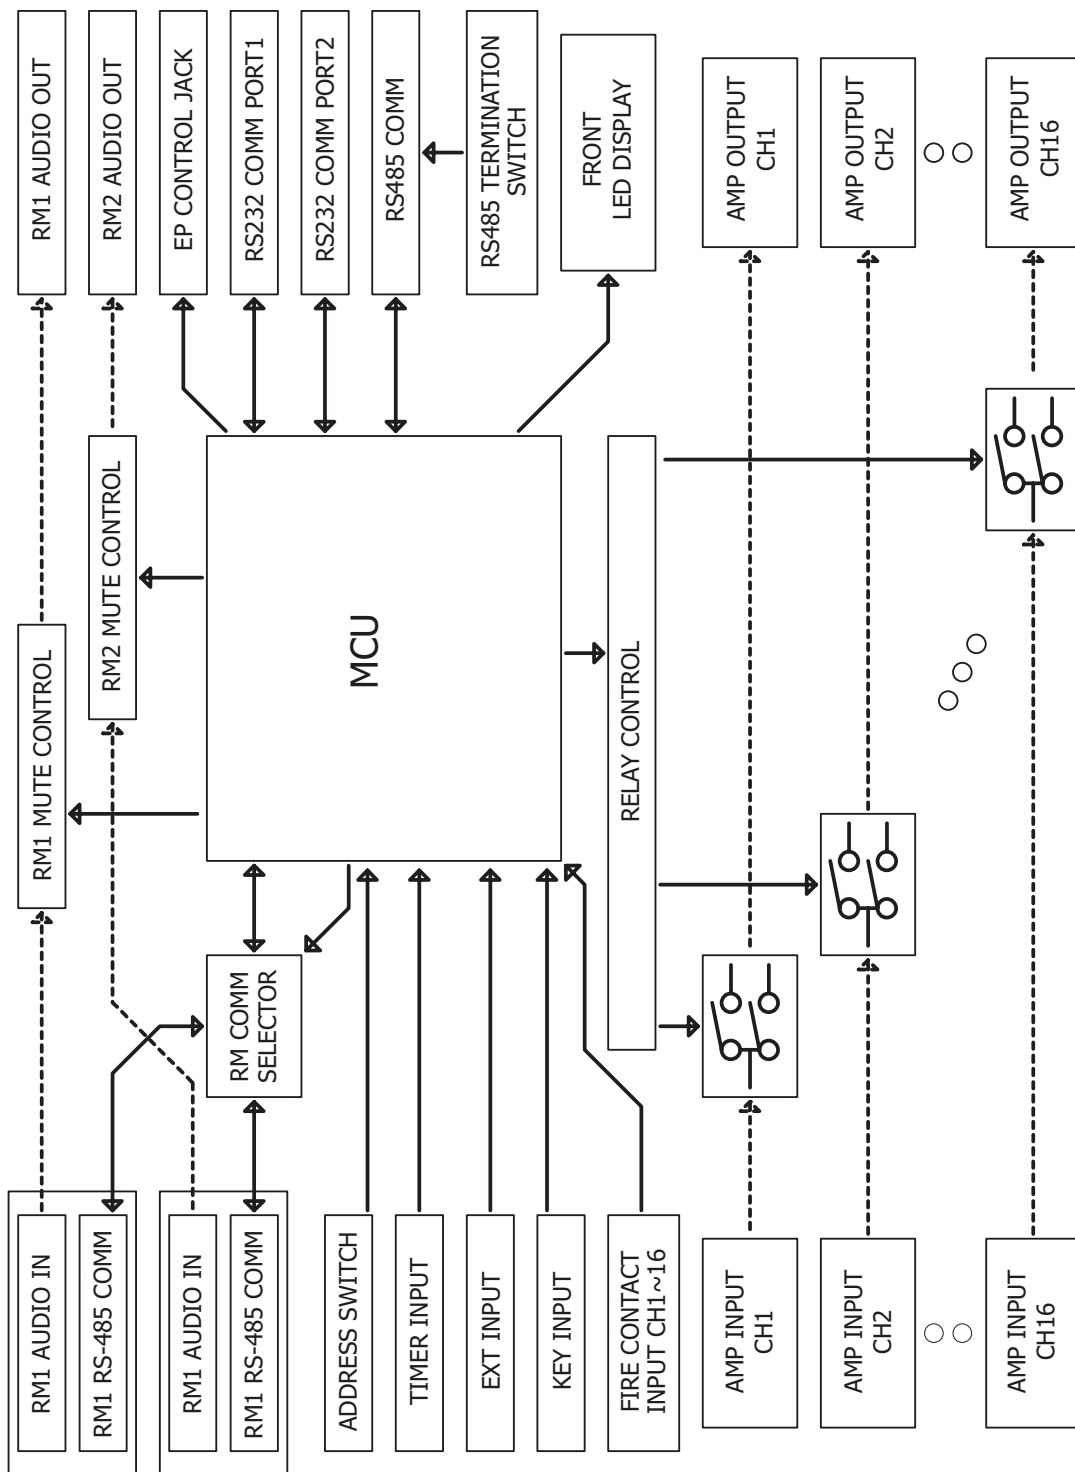 RM1 AUDIO IN
RM1 RS-485 COMM
RM1 AUDIO IN
RM1 RS-485 COMM
ADDRESS SWITCH
TIMER INPUT
EXT INPUT
KEY INPUT
FIRE CONTACT
INPUT CH1~16
AMP INPUT
CH1
AMP INPUT
CH2
AMP INPUT
CH16
RM COMM
SELECTOR
RM1 MUTE CONTROL
RM2 MUTE CONTROL
MCU
RELAY CONTROL
RM1 AUDIO OUT
RM2 AUDIO OUT
EP CONTROL JACK
RS232 COMM PORT1
RS232 COMM PORT2
RS485 COMM
RS485 TERMINATION
SWITCH
FRONT
LED DISPLAY
AMP OUTPUT
CH1
AMP OUTPUT
CH2
AMP OUTPUT
CH16